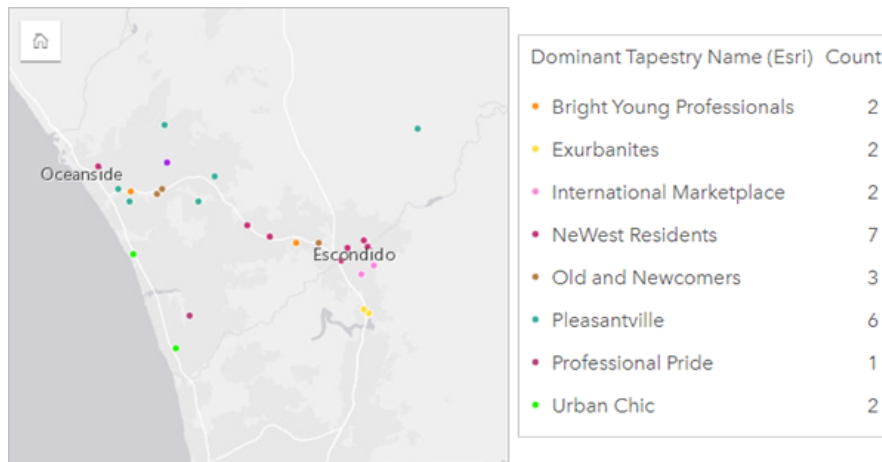 Oceanside
Escondido
Dominant Tapestry Name (Esri) Count
Bright Young Professionals 2
Exurbanites 2
International Marketplace 2
NeWest Residents 7
Old and Newcomers 3
Pleasantville 6
Professional Pride 1
Urban Chic 2